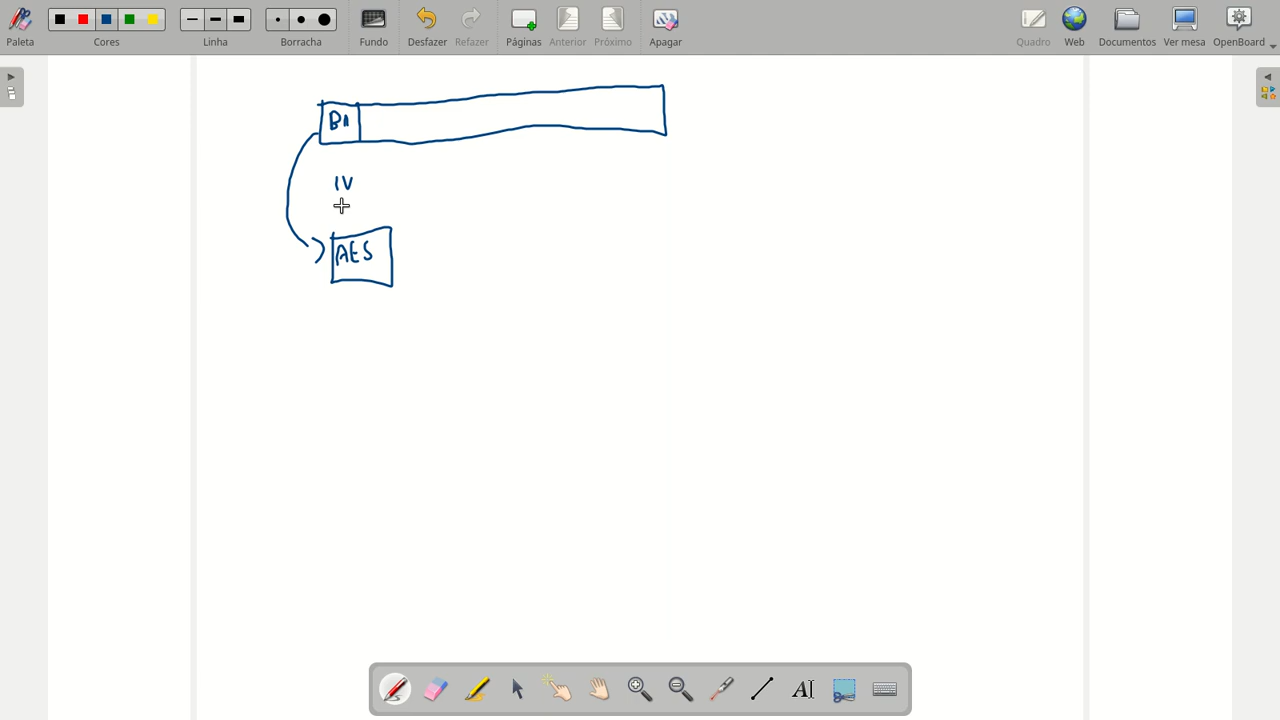 Paleta
Cores
Linha
Borracha
Fundo
Desfazer
Refazer
Páginas
Anterior
Próximo
Apagar
Quadro
Web
Documentos
Ver mesa
OpenBoard
B1
IV
AES